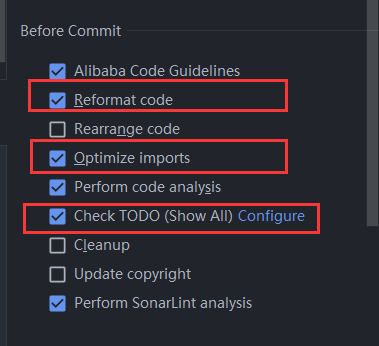 Before Commit
Alibaba Code Guidelines
Reformat code
Rearrange code
Optimize imports
Perform code analysis
Check TODO (Show All) Configure
Cleanup
Update copyright
Perform SonarLint analysis